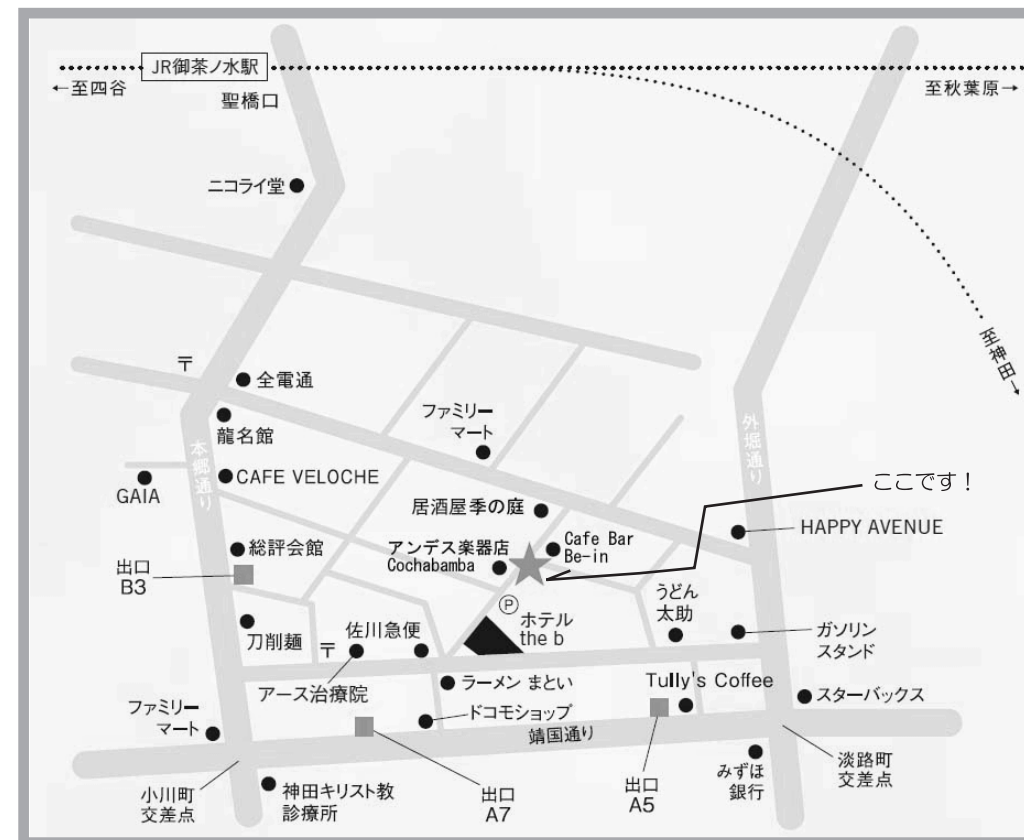 JR御茶ノ水駅
←至四谷
聖橋口
至秋葉原→
ニコライ堂
至神田→
〒
全電通
ファミリー
マート
龍名館
本郷通り
外堀通り
CAFE VELOCHE
GAIA
ここです！
居酒屋季の庭
HAPPY AVENUE
アンデス楽器店
Cochabamba
Cafe Bar
Be-in
総評会館
出口
B3
うどん
太助
P
ホテル
the b
刀削麺
〒
佐川急便
ガソリン
スタンド
アース治療院
ラーメン まとい
Tully's Coffee
スターバックス
ファミリー
マート
ドコモショップ
靖国通り
小川町
交差点
神田キリスト教
診療所
出口
A7
出口
A5
みずほ
銀行
淡路町
交差点